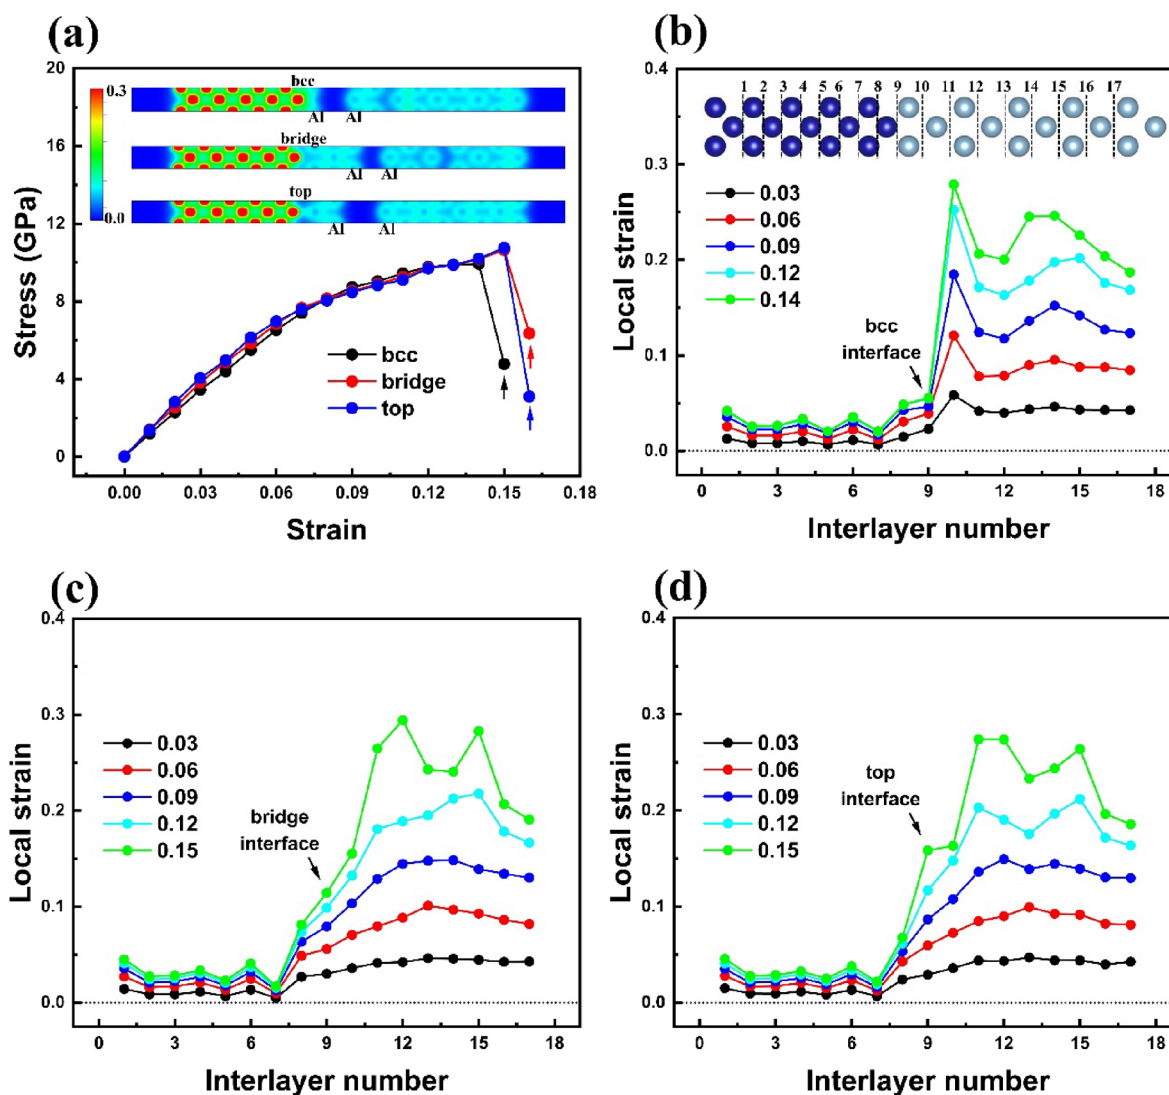 (a)
20
16
12
8
4
0
Stress (GPa)
0.3
0.0
bcc
Al Al
bridge
Al Al
top
Al Al
bcc
bridge
top
0.00 0.03 0.06 0.09 0.12 0.15 0.18
Strain
(b)
0.4
0.3
0.2
0.1
0.0
Local strain
1 2 3 4 5 6 7 8 9 10 11 12 13 14 15 16 17
0.03
0.06
0.09
0.12
0.14
bcc
interface
0 3 6 9 12 15 18
Interlayer number
(c)
0.4
0.3
0.2
0.1
0.0
Local strain
0.03
0.06
0.09
0.12
0.15
bridge
interface
0 3 6 9 12 15 18
Interlayer number
(d)
0.4
0.3
0.2
0.1
0.0
Local strain
0.03
0.06
0.09
0.12
0.15
top
interface
0 3 6 9 12 15 18
Interlayer number